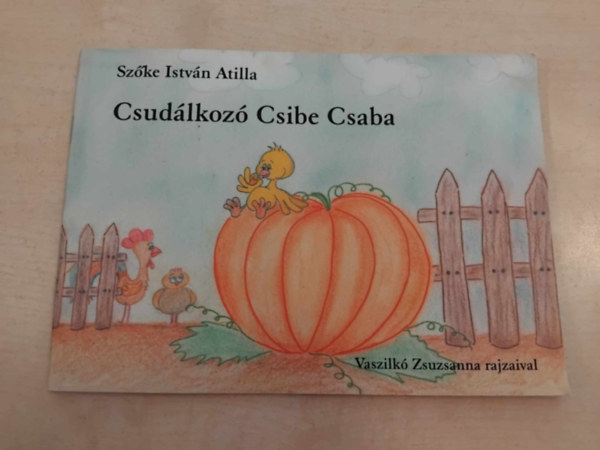 Szőke István Atilla
Csudálkozó Csibe Csaba
Vaszilkó Zsuzsanna rajzaival